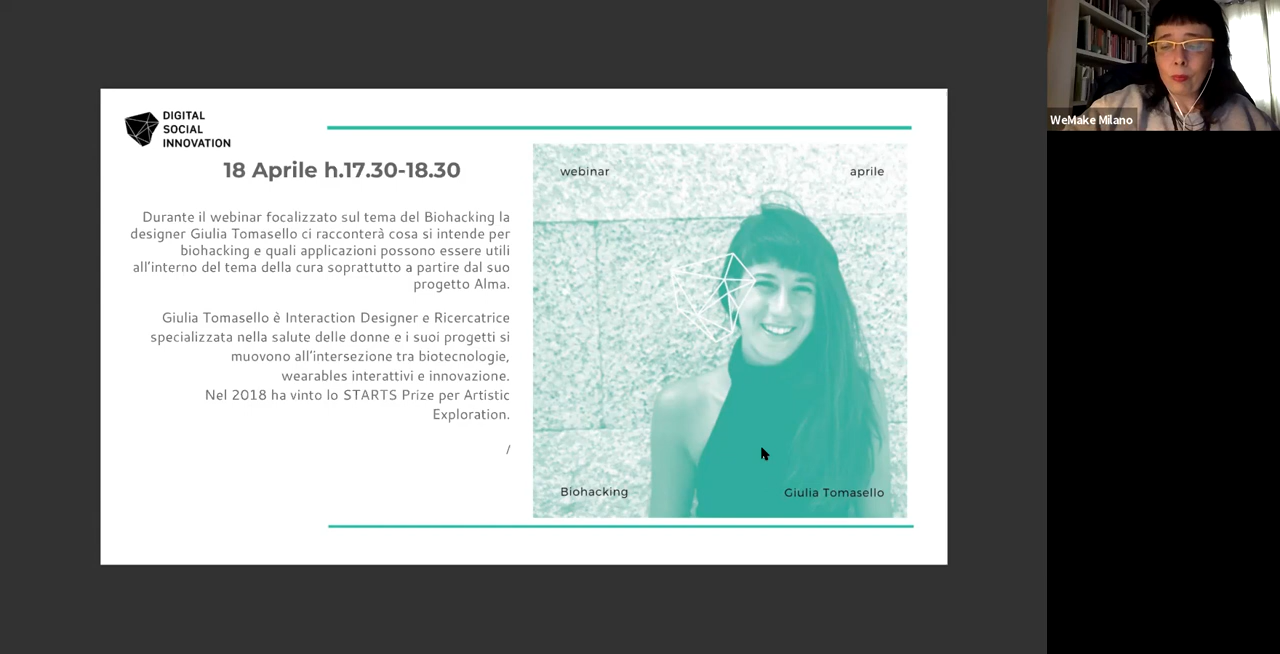 DIGITAL
SOCIAL
INNOVATION
18 Aprile h.17.30-18.30
Durante il webinar focalizzato sul tema del Biohacking la
designer Giulia Tomasello ci racconterà cosa si intende per
biohacking e quali applicazioni possono essere utili
all'interno del tema della cura soprattutto a partire dal suo
progetto Alma.
Giulia Tomasello è Interaction Designer e Ricercatrice
specializzata nella salute delle donne e i suoi progetti si
muovono all'intersezione tra biotecnologie,
wearables interattivi e innovazione.
Nel 2018 ha vinto lo STARTS Prize per Artistic
Exploration.
/
webinar
aprile
Biohacking
Giulia Tomasello
WeMake Milano